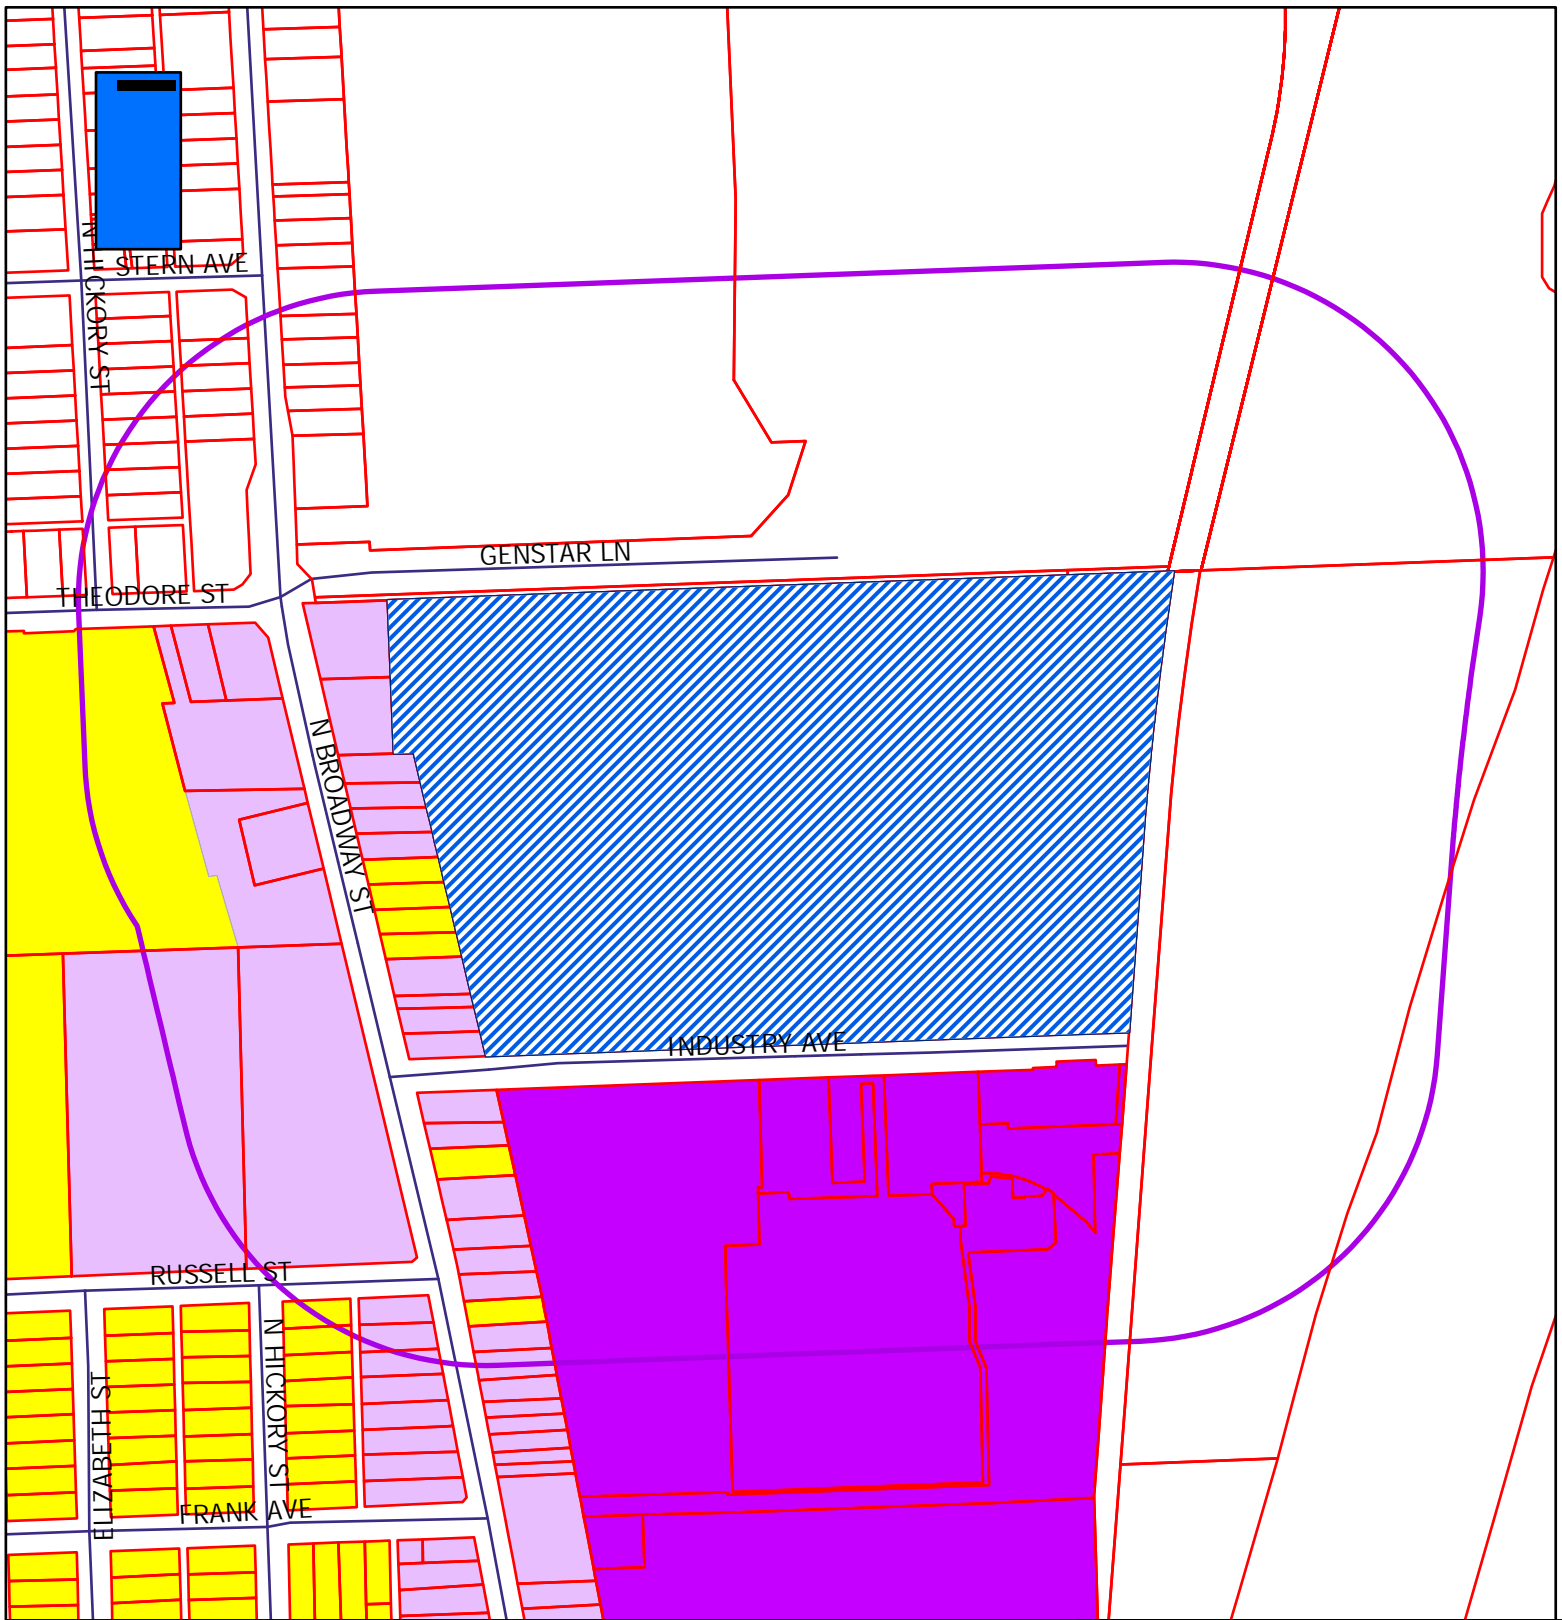 N HICKORY ST
STERN AVE
GENSTAR LN
THEODORE ST
N BROADWAY ST
INDUSTRY AVE
RUSSELL ST
N HICKORY ST
ELIZABETH ST
FRANK AVE